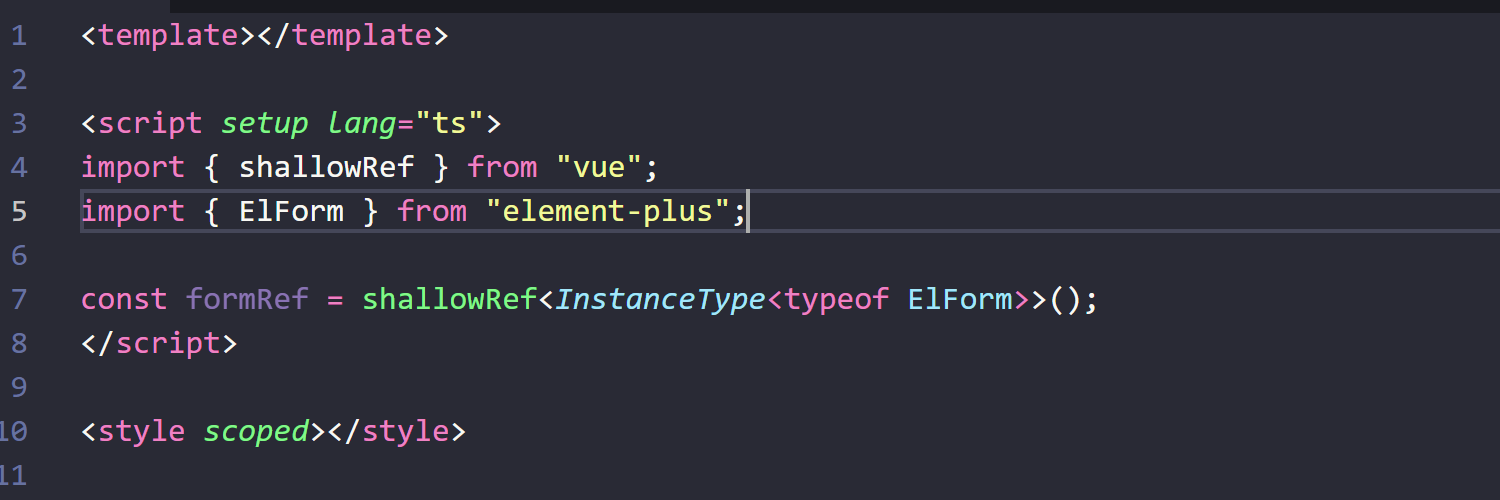 1 <template></template>
2
3 <script setup lang="ts">
4 import { shallowRef } from "vue";
5 import { ElForm } from "element-plus";
6
7 const formRef = shallowRef<InstanceType<typeof ElForm>>();
8 </script>
9
10 <style scoped></style>
11